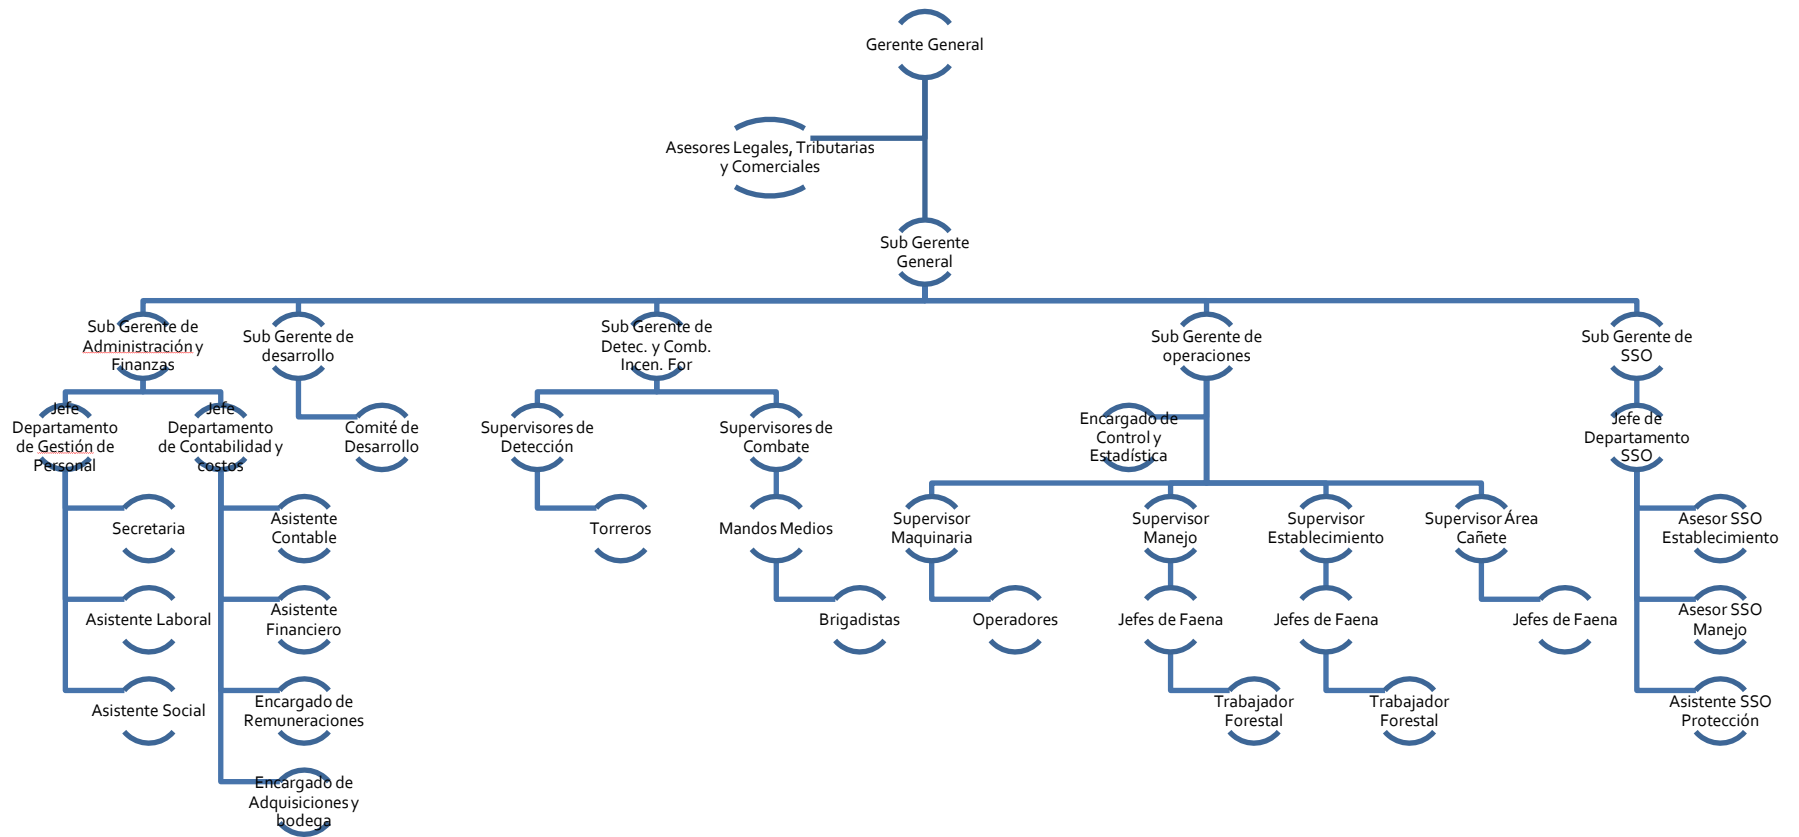 Gerente General
Asesores Legales, Tributarias
y Comerciales
Sub Gerente
General
Sub Gerente de
Administración y
Finanzas
Sub Gerente de
desarrollo
Sub Gerente de
Detec. y Comb.
Incen. For
Sub Gerente de
operaciones
Sub Gerente de
SSO
Jefe
Departamento
de Gestión de
Personal
Jefe
Departamento
de Contabilidad y
costos
Comité de
Desarrollo
Supervisores de
Detección
Supervisores de
Combate
Encargado de
Control y
Estadística
Jefe de
Departamento
SSO
Secretaria
Asistente
Contable
Torreros
Mandos Medios
Supervisor
Maquinaria
Supervisor
Manejo
Supervisor
Establecimiento
Supervisor Área
Cañete
Asesor SSO
Establecimiento
Asistente Laboral
Asistente
Financiero
Brigadistas
Operadores
Jefes de Faena
Jefes de Faena
Jefes de Faena
Asesor SSO
Manejo
Asistente Social
Encargado de
Remuneraciones
Trabajador
Forestal
Trabajador
Forestal
Asistente SSO
Protección
Encargado de
Adquisiciones y
bodega